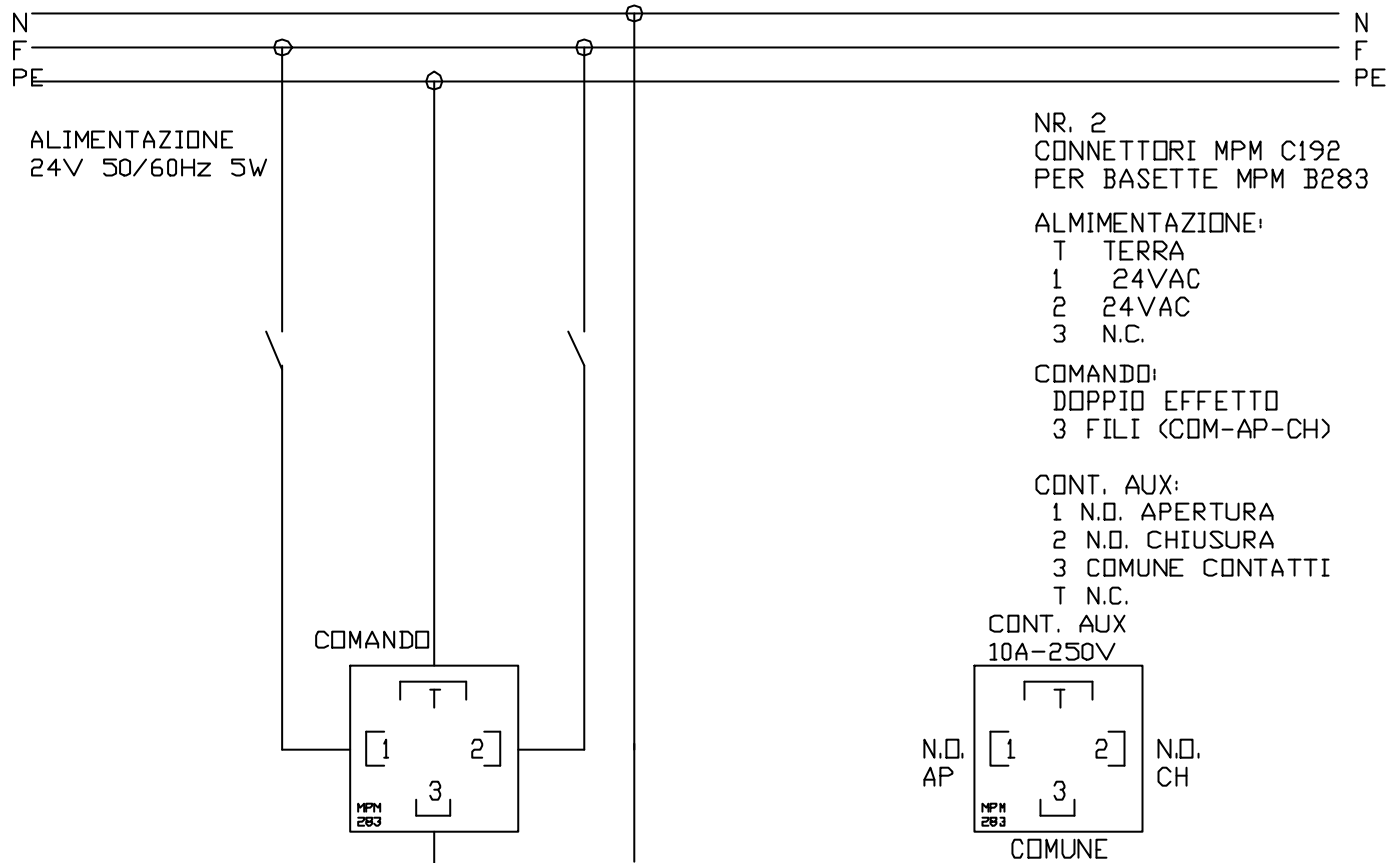 N
F
PE
N
F
PE
ALIMENTAZIONE
24V 50/60Hz 5W
NR. 2
CONNETTORI MPM C192
PER BASETTE MPM B283
ALMIMENTAZIONE:
T TERRA
1 24VAC
2 24VAC
3 N.C.
COMANDO:
DOPPIO EFFETTO
3 FILI (COM-AP-CH)
CONT. AUX:
1 N.O. APERTURA
2 N.O. CHIUSURA
3 COMUNE CONTATTI
T N.C.
COMANDO
T
1 2
3
MPM
283
CONT. AUX
10A-250V
T
N.O.
AP
1 2
N.O.
CH
3
MPM
283
COMUNE